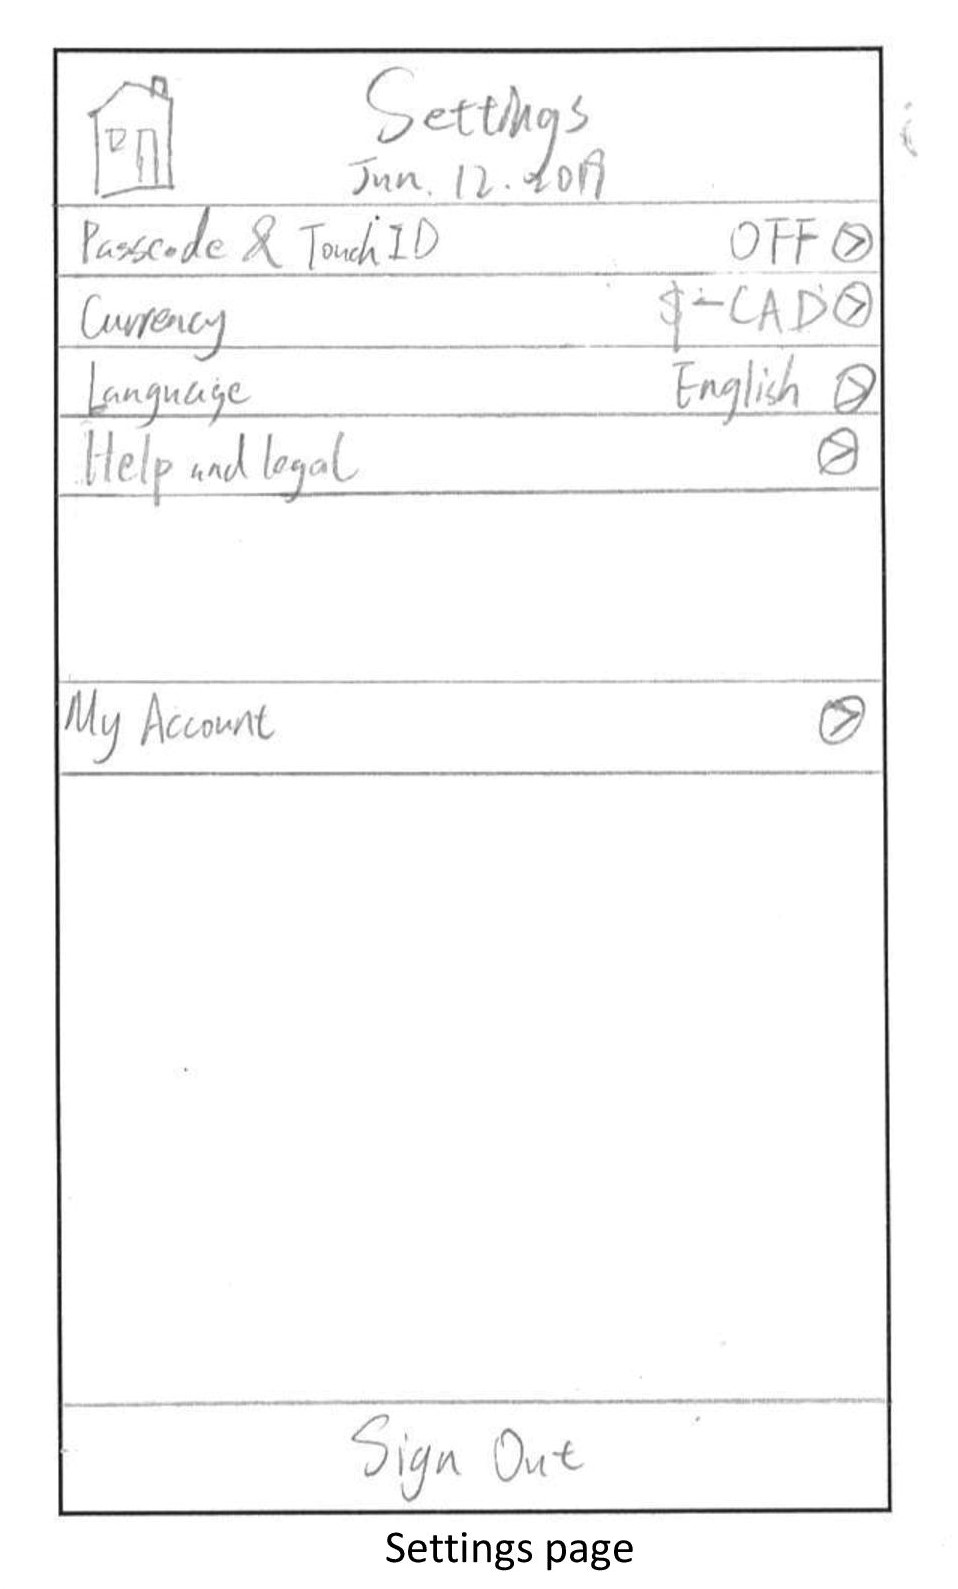 Settings
Jun. 12. 2019
Passcode & Touch ID OFF
Currency $-CAD
Language English
Help and legal
My Account
Sign Out
Settings page